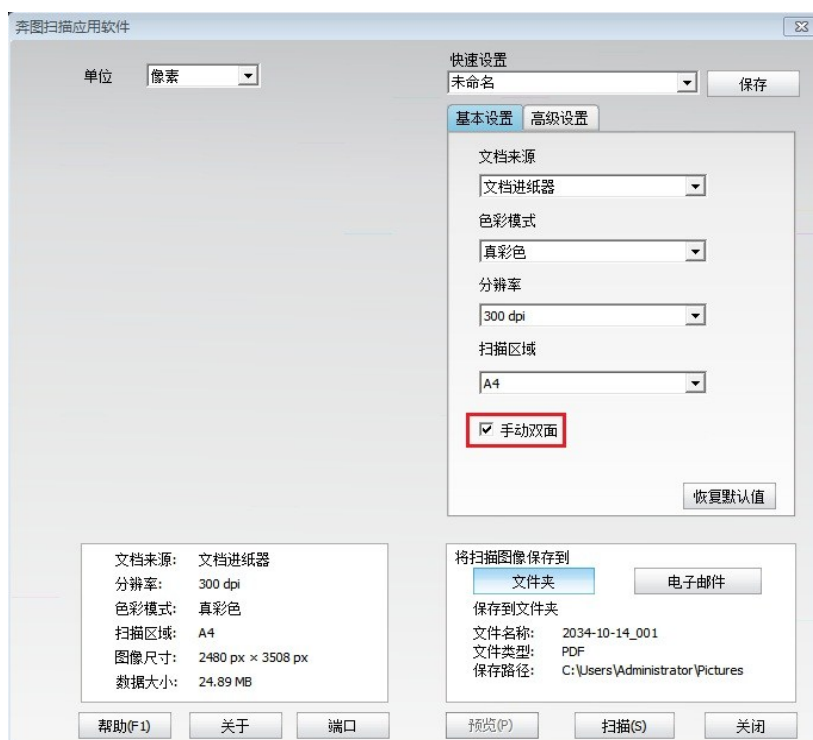 奔图扫描应用软件
单位 像素
快速设置
未命名 保存
基本设置 高级设置
文档来源
文档进纸器
色彩模式
真彩色
分辨率
300 dpi
扫描区域
A4
手动双面
恢复默认值
文档来源: 文档进纸器
分辨率: 300 dpi
色彩模式: 真彩色
扫描区域: A4
图像尺寸: 2480 px × 3508 px
数据大小: 24.89 MB
将扫描图像保存到
文件夹 电子邮件
保存到文件夹
文件名称: 2034-10-14_001
文件类型: PDF
保存路径: C:\Users\Administrator\Pictures
帮助(F1) 关于 端口 预览(P) 扫描(S) 关闭